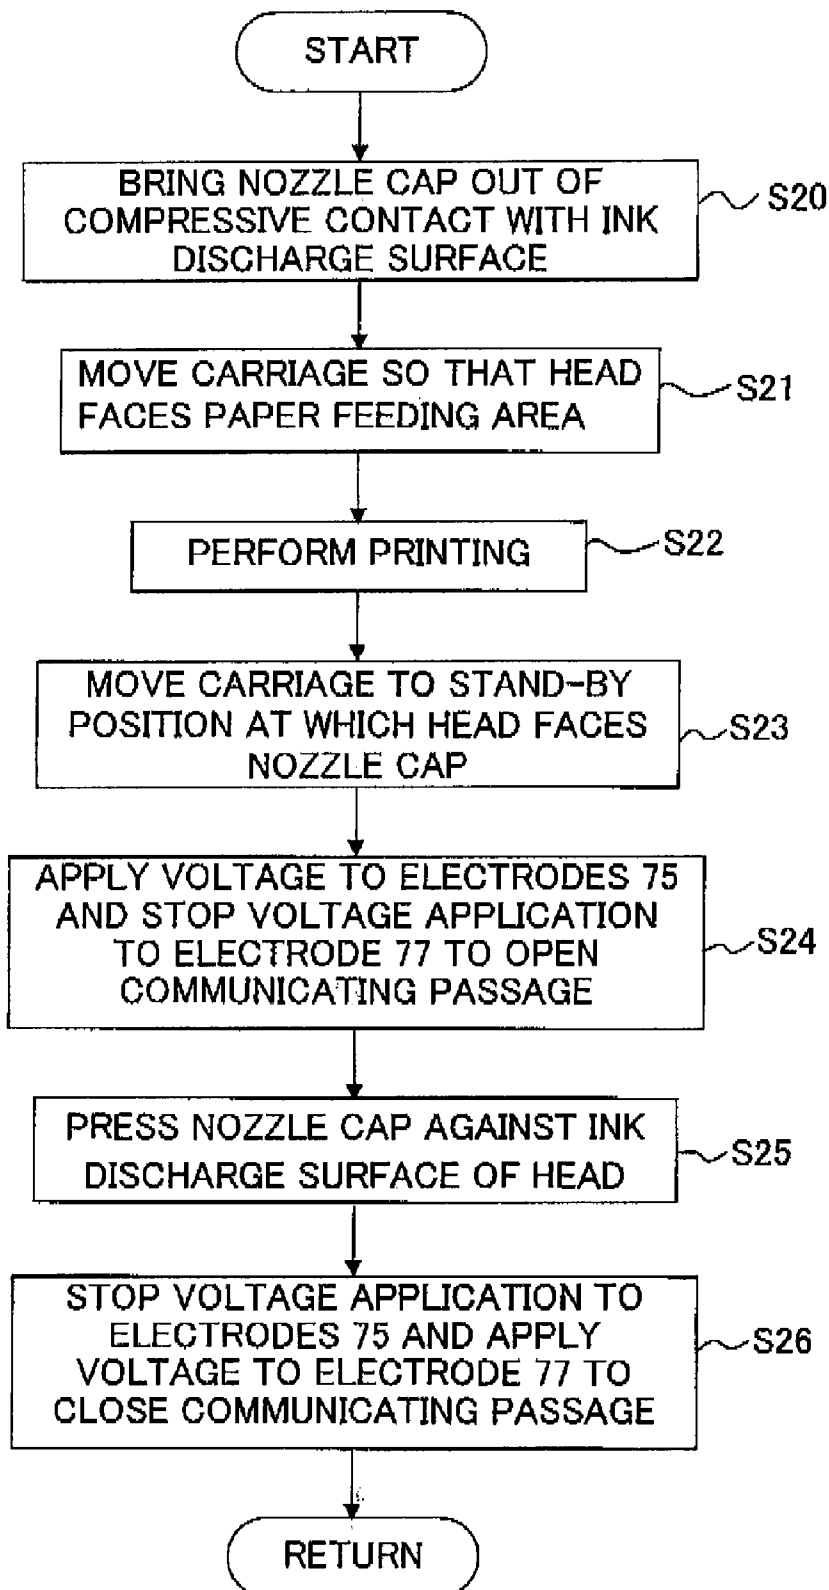 START
BRING NOZZLE CAP OUT OF
COMPRESSIVE CONTACT WITH INK
DISCHARGE SURFACE
S20
MOVE CARRIAGE SO THAT HEAD
FACES PAPER FEEDING AREA
S21
PERFORM PRINTING
S22
MOVE CARRIAGE TO STAND-BY
POSITION AT WHICH HEAD FACES
NOZZLE CAP
S23
APPLY VOLTAGE TO ELECTRODES 75
AND STOP VOLTAGE APPLICATION
TO ELECTRODE 77 TO OPEN
COMMUNICATING PASSAGE
S24
PRESS NOZZLE CAP AGAINST INK
DISCHARGE SURFACE OF HEAD
S25
STOP VOLTAGE APPLICATION TO
ELECTRODES 75 AND APPLY
VOLTAGE TO ELECTRODE 77 TO
CLOSE COMMUNICATING PASSAGE
S26
RETURN